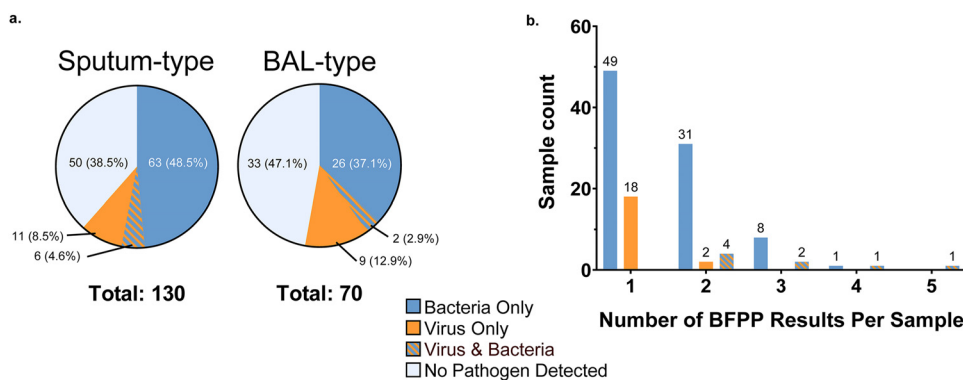 a.
Sputum-type
BAL-type
50 (38.5%)
63 (48.5%)
11 (8.5%)
6 (4.6%)
33 (47.1%)
26 (37.1%)
2 (2.9%)
9 (12.9%)
Total: 130
Total: 70
Bacteria Only
Virus Only
Virus & Bacteria
No Pathogen Detected
b.
Sample count
60
40
20
0
49
18
31
2
4
8
2
1
1
1
1
2
3
4
5
Number of BFPP Results Per Sample